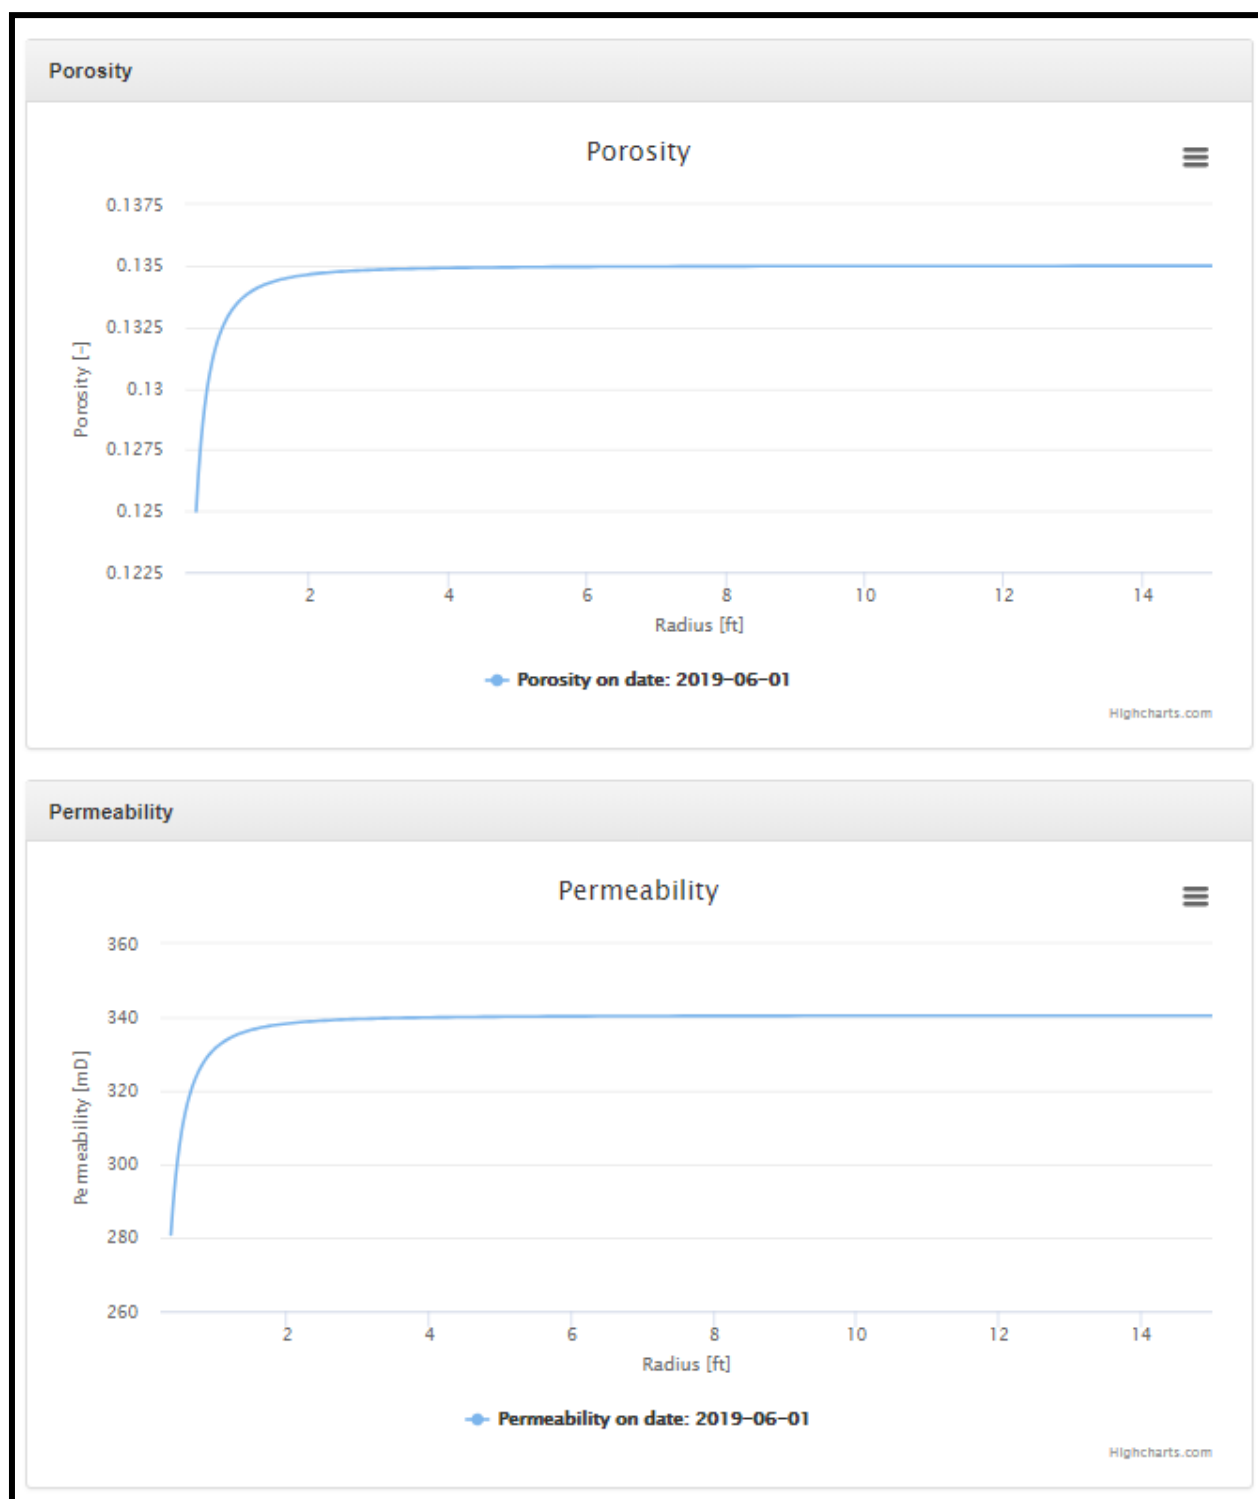 Porosity
Porosity
0.1375
0.135
0.1325
0.13
0.1275
0.125
0.1225
Porosity [-]
2 4 6 8 10 12 14
Radius [ft]
Porosity on date: 2019-06-01
Highcharts.com
Permeability
Permeability
360
340
320
300
280
260
Permeability [mD]
2 4 6 8 10 12 14
Radius [ft]
Permeability on date: 2019-06-01
Highcharts.com